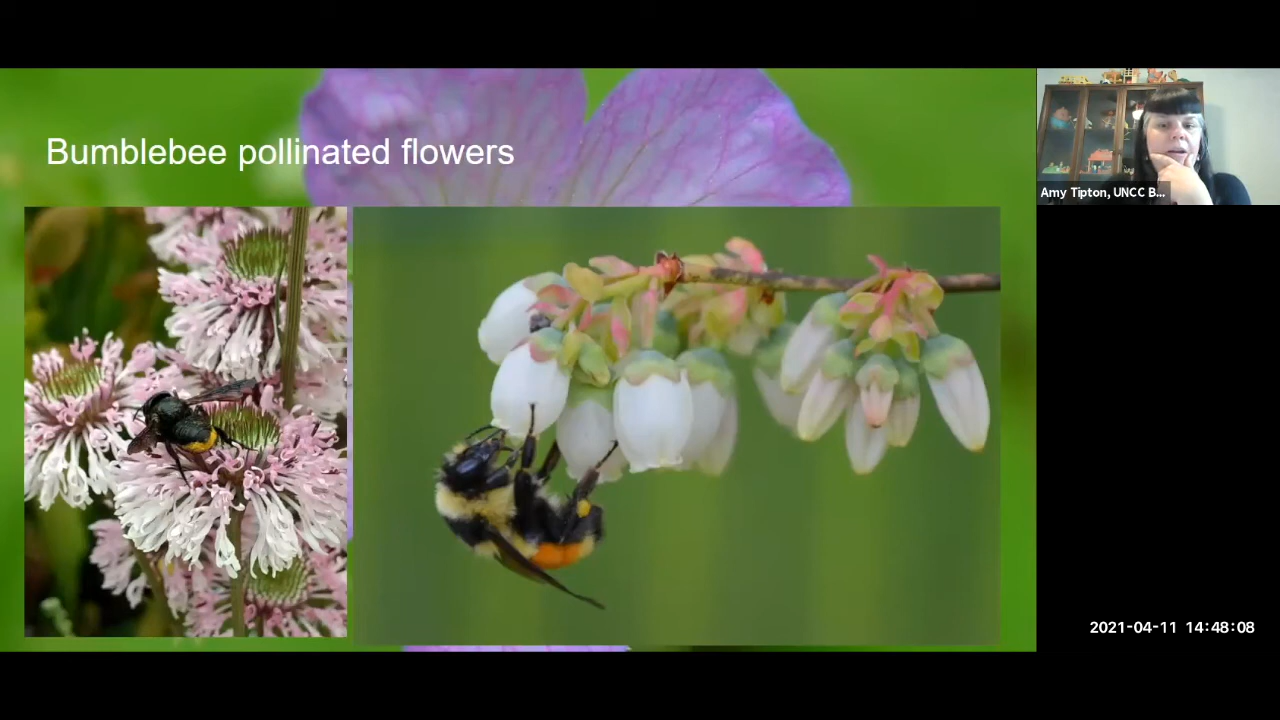 Bumblebee pollinated flowers
Amy Tipton, UNCC B...
2021-04-11 14:48:08